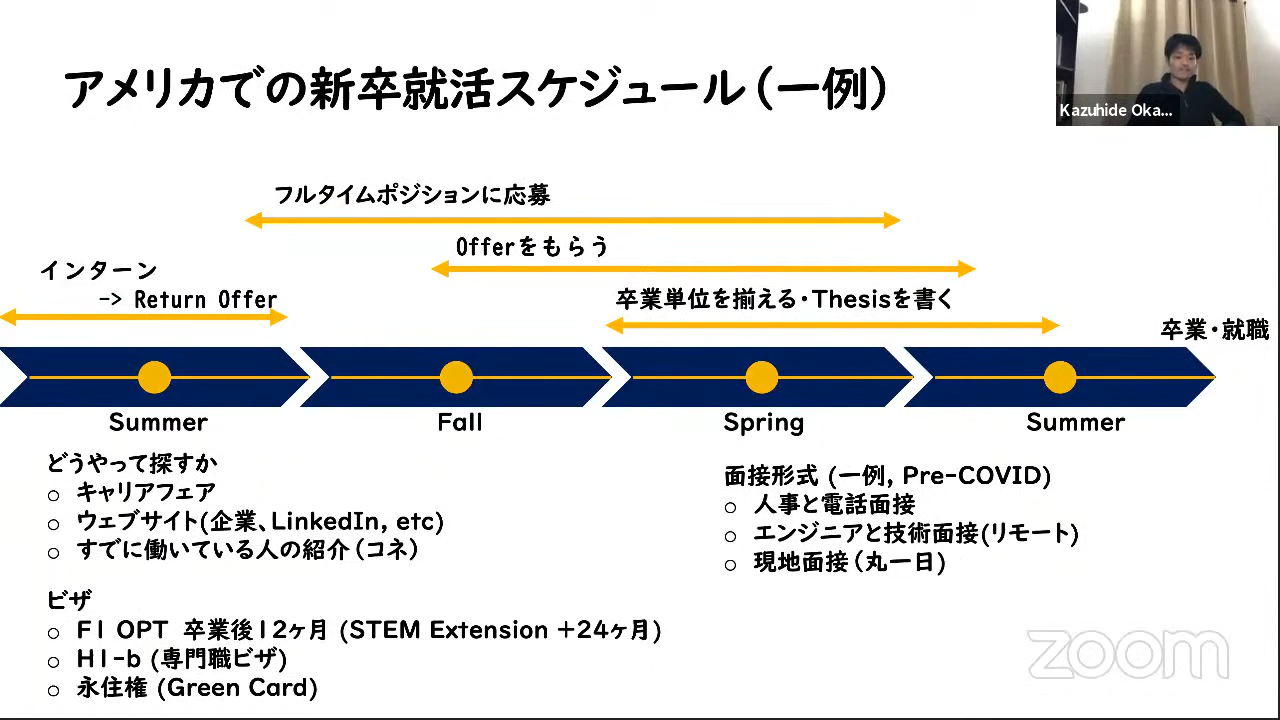 アメリカでの新卒就活スケジュール(一例)
Kazuhide Oka...
フルタイムポジションに応募
Offerをもらう
インターン
-> Return Offer
卒業単位を揃える・Thesisを書く
卒業・就職
Summer
Fall
Spring
Summer
どうやって探すか
○ キャリアフェア
○ ウェブサイト(企業、LinkedIn, etc)
○ すでに働いている人の紹介(コネ)
ビザ
○ F1 OPT 卒業後12ヶ月 (STEM Extension +24ヶ月)
○ H1-b (専門職ビザ)
○ 永住権 (Green Card)
面接形式 (一例, Pre-COVID)
○ 人事と電話面接
○ エンジニアと技術面接(リモート)
○ 現地面接(丸一日)
zoom